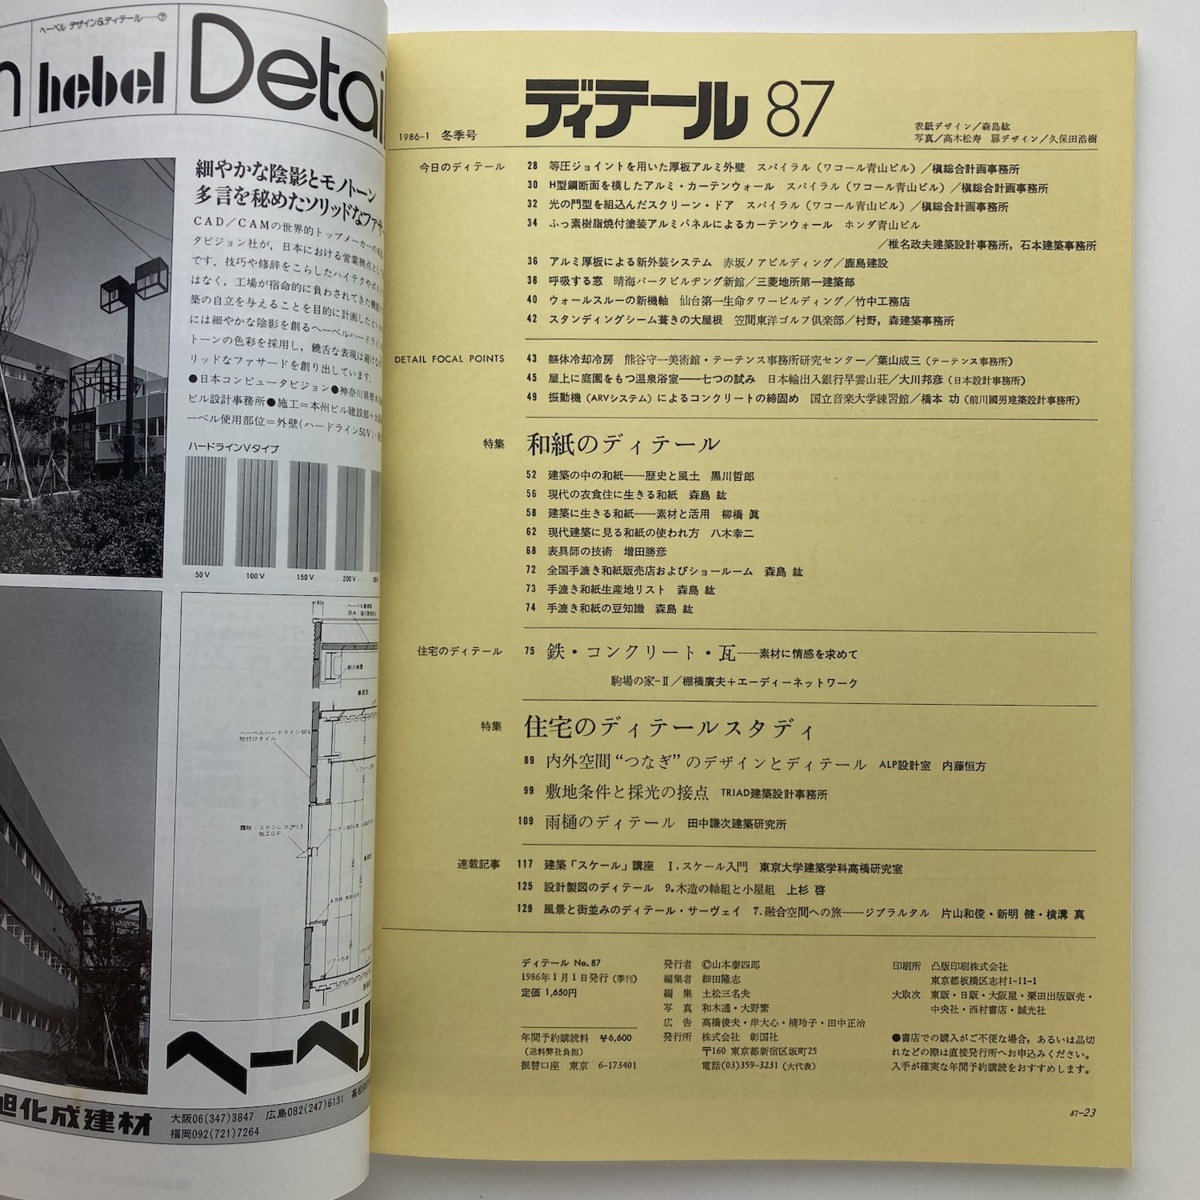 ヘーベル デザイン&ディテール──⑦
hebel
Detai
細やかな陰影とモノトーン
多言を秘めたソリッドなファサ
CAD／CAMの世界的トップメーカーの
タビジョン社が，日本における営業拠点として
です．技巧や修辞をこらしたハイテクやポスト
はなく，工場が宿命的に負わされてきた機能
築の自立を与えることを目的に計画した
には細やかな陰影を創るヘーベルハードライン
トーンの色彩を採用し，饒舌な表現は避けた
リッドなファサードを創り出しています．
●日本コンピュータビジョン●神奈川県厚木
ビル設計事務所●施工＝本州ビル建設部＋大
ーベル使用部位＝外壁（ハードライン50V）・
ハードラインVタイプ
50V
100V
150V
200V
ヘーベルハードライン50V
吹付けタイル
ヘーベ
旭化成建材
大阪06(347)3847　広島082(247)6131
福岡092(721)7264
1986-1　冬季号
ディテール 87
表紙デザイン／森島紘
写真／高木松寿　扉デザイン／久保田浩樹
今日のディテール
28　等圧ジョイントを用いた厚板アルミ外壁　スパイラル（ワコール青山ビル）／槇総合計画事務所
30　H型鋼断面を模したアルミ・カーテンウォール　スパイラル（ワコール青山ビル）／槇総合計画事務所
32　光の門型を組込んだスクリーン・ドア　スパイラル（ワコール青山ビル）／槇総合計画事務所
34　ふっ素樹脂焼付塗装アルミパネルによるカーテンウォール　ホンダ青山ビル
／椎名政夫建築設計事務所，石本建築事務所
36　アルミ厚板による新外装システム　赤坂ノアビルディング／鹿島建設
38　呼吸する窓　晴海パークビルヂング新館／三菱地所第一建築部
40　ウォールスルーの新機軸　仙台第一生命タワービルディング／竹中工務店
42　スタンディングシーム葺きの大屋根　笠間東洋ゴルフ倶楽部／村野，森建築事務所
DETAIL FOCAL POINTS
43　躯体冷却冷房　熊谷守一美術館・テーテンス事務所研究センター／葉山成三（テーテンス事務所）
45　屋上に庭園をもつ温泉浴室──七つの試み　日本輸出入銀行早雲山荘／大川邦彦（日本設計事務所）
49　振動機（ARVシステム）によるコンクリートの締固め　国立音楽大学練習館／橋本 功（前川國男建築設計事務所）
特集　和紙のディテール
52　建築の中の和紙──歴史と風土　黒川哲郎
56　現代の衣食住に生きる和紙　森島 紘
58　建築に生きる和紙──素材と活用　柳橋 眞
62　現代建築に見る和紙の使われ方　八木幸二
68　表具師の技術　増田勝彦
72　全国手漉き和紙販売店およびショールーム　森島 紘
73　手漉き和紙生産地リスト　森島 紘
74　手漉き和紙の豆知識　森島 紘
住宅のディテール
75　鉄・コンクリート・瓦──素材に情感を求めて
駒場の家-Ⅱ／棚橋廣夫＋エーディーネットワーク
特集　住宅のディテールスタディ
89　内外空間“つなぎ”のデザインとディテール　ALP設計室　内藤恒方
99　敷地条件と採光の接点　TRIAD建築設計事務所
109　雨樋のディテール　田中謙次建築研究所
連載記事
117　建築「スケール」講座　Ⅰ．スケール入門　東京大学建築学科高橋研究室
125　設計製図のディテール　9．木造の軸組と小屋組　上杉 啓
129　風景と街並みのディテール・サーヴェイ　7．融合空間への旅──ジブラルタル　片山和俊・新明 健・横溝 真
ディテール No.87
1986年1月1日発行（季刊）
定価 1,650円
年間予約購読料　¥6,600
（送料弊社負担）
振替口座　東京　6-173401
発行者　©山本泰四郎
編集者　細田隆志
編 集　土松三名夫
写 真　和木通・大野繁
広 告　高橋俊夫・岸大心・楠玲子・田中正治
発行所　株式会社 彰国社
〒160 東京都新宿区坂町25
電話(03)359-3231（大代表）
印刷所　凸版印刷株式会社
東京都板橋区志村1-11-1
大取次　東販・日販・大阪屋・栗田出版販売・
中央社・西村書店・誠光社
●書店での購入がご不便な場合，あるいは品切
れなどの際は直接発行所へお申込みください。
入手が確実な年間予約購読をおすすめします。
87-23